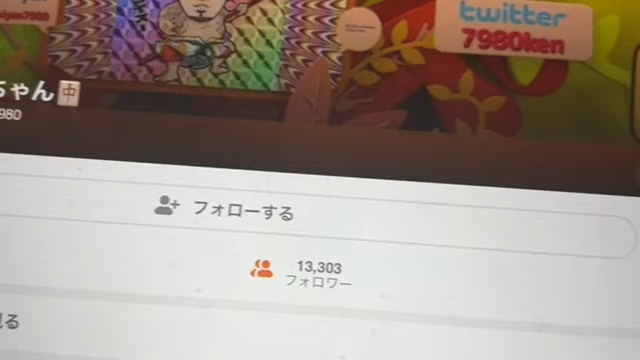 twitter
7980ken
ちゃん🀄中
980
フォローする
13,303
フォロワー
る